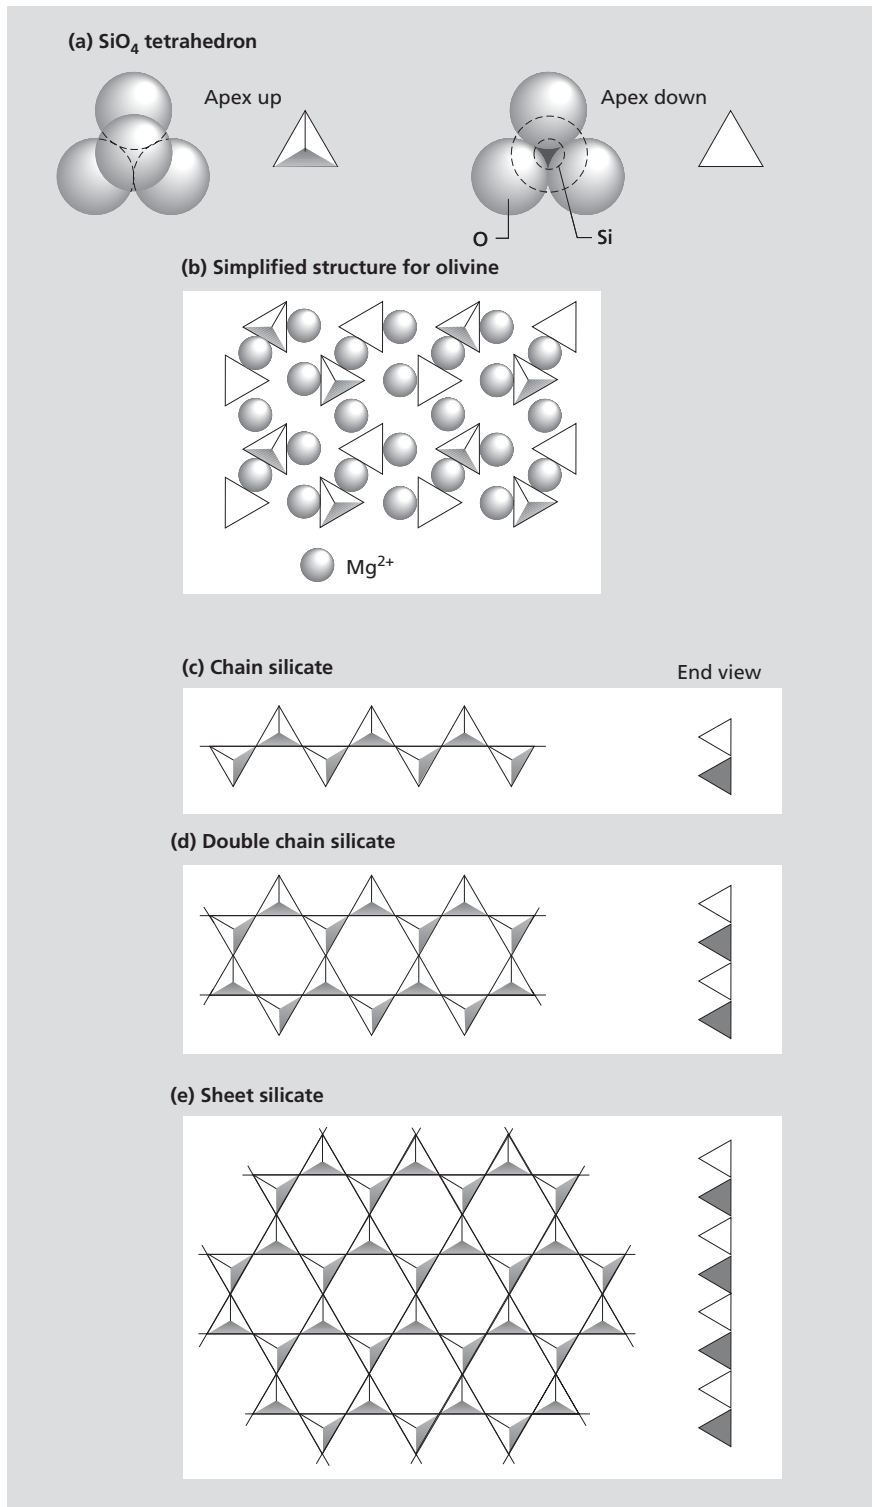 (a) SiO4 tetrahedron
Apex up
Apex down
O
Si
(b) Simplified structure for olivine
Mg2+
(c) Chain silicate
End view
(d) Double chain silicate
(e) Sheet silicate